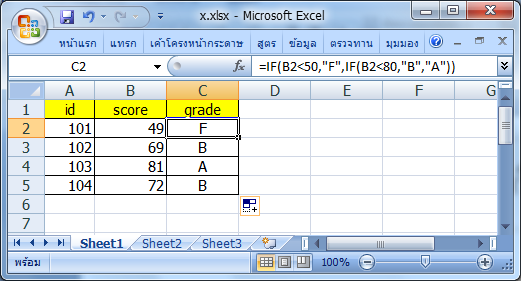 x.xlsx - Microsoft Excel
หน้าแรก แทรก เค้าโครงหน้ากระดาษ สูตร ข้อมูล ตรวจทาน มุมมอง
C2 =IF(B2<50,"F",IF(B2<80,"B","A"))
A B C D E F G
1 id score grade
2 101 49 F
3 102 69 B
4 103 81 A
5 104 72 B
6
7
Sheet1 Sheet2 Sheet3
พร้อม 100%